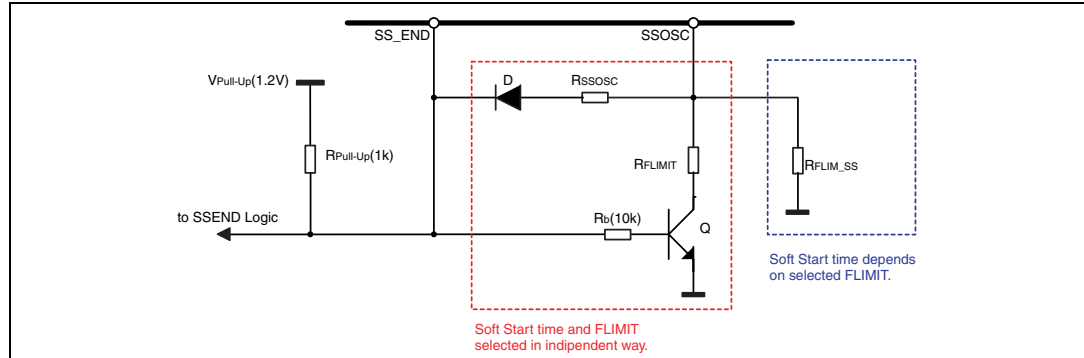 SS_END
SSOSC
VPull-Up(1.2V)
D
RSSOSC
RPull-Up(1k)
RFLIMIT
RFLIM_SS
to SSEND Logic
Rb(10k)
Q
Soft Start time depends
on selected FLIMIT.
Soft Start time and FLIMIT
selected in indipendent way.